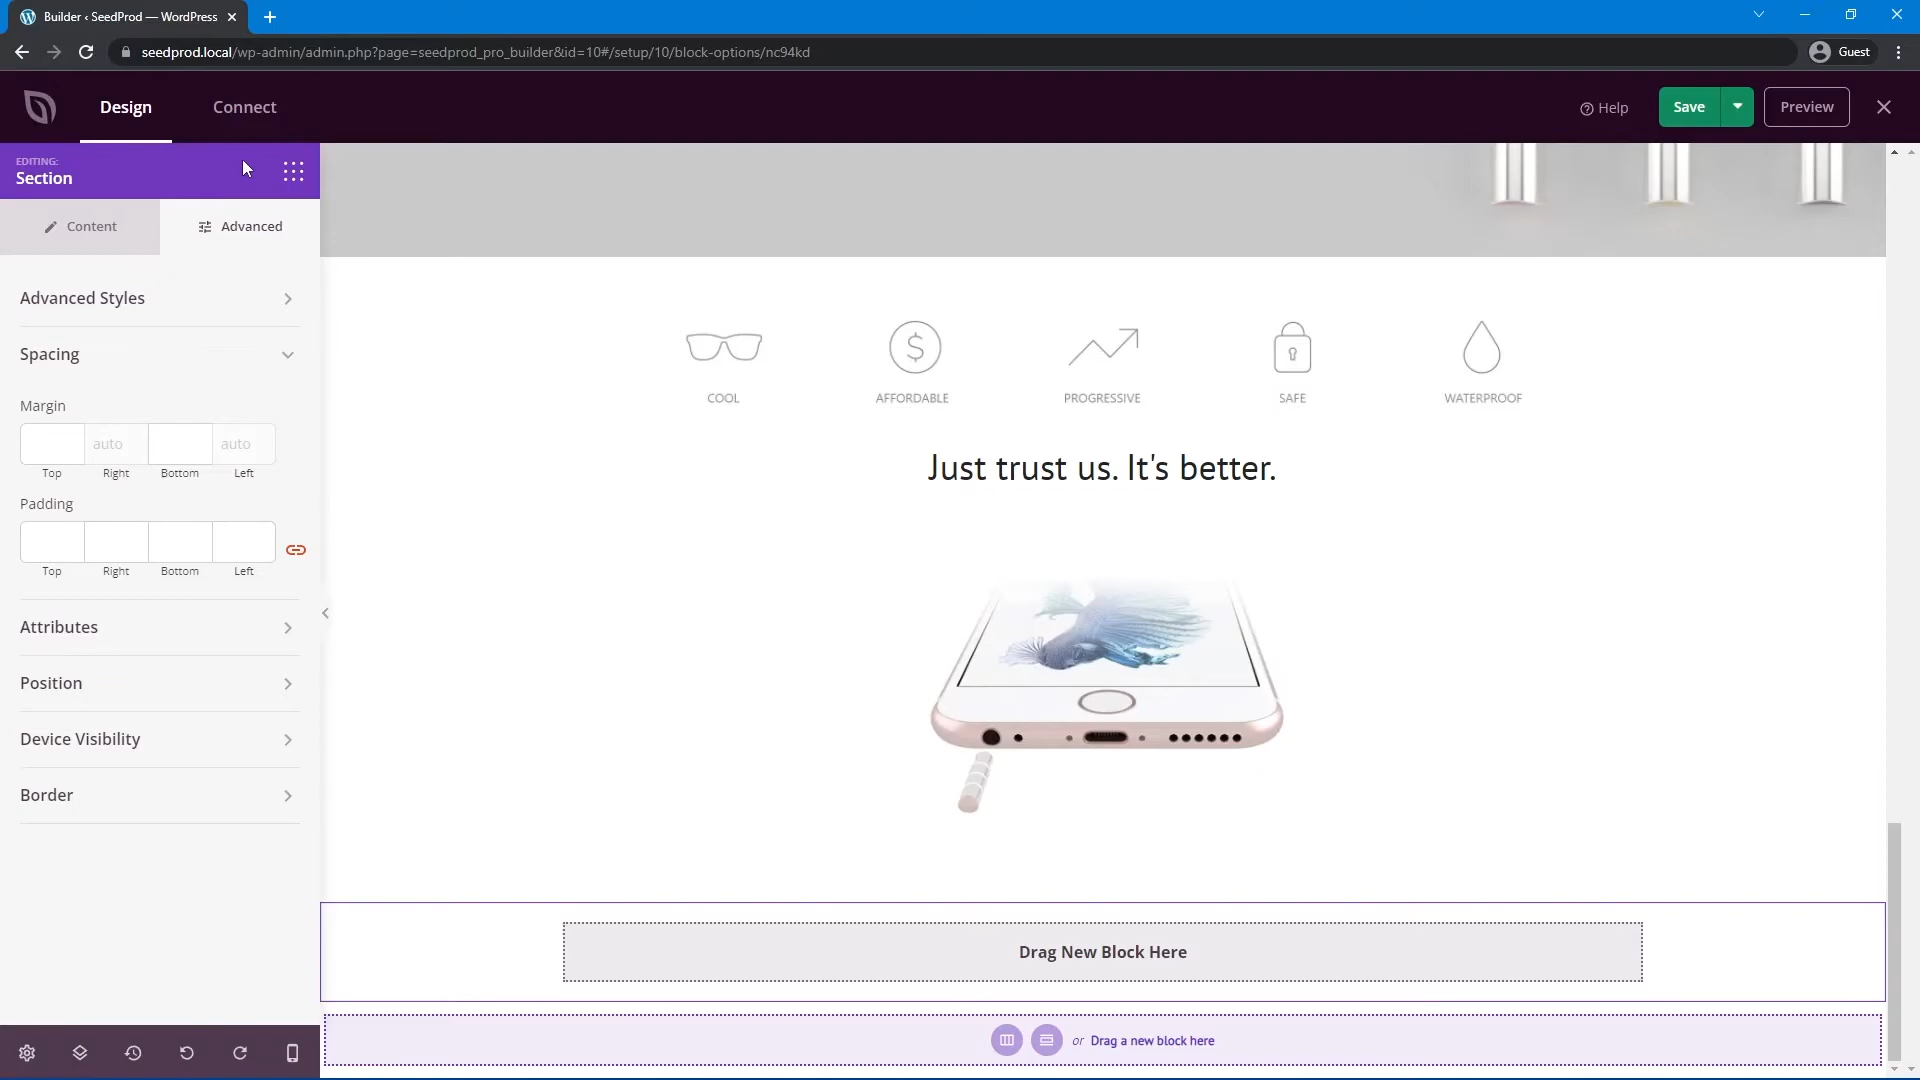 Builder ‹ SeedProd — WordPress
seedprod.local/wp-admin/admin.php?page=seedprod_pro_builder&id=10#/setup/10/block-options/nc94kd
Guest
Design
Connect
Help
Save
Preview
EDITING:
Section
Content
Advanced
Advanced Styles
Spacing
Margin
auto
auto
Top
Right
Bottom
Left
Padding
Top
Right
Bottom
Left
Attributes
Position
Device Visibility
Border
COOL
AFFORDABLE
PROGRESSIVE
SAFE
WATERPROOF
Just trust us. It's better.
Drag New Block Here
or Drag a new block here